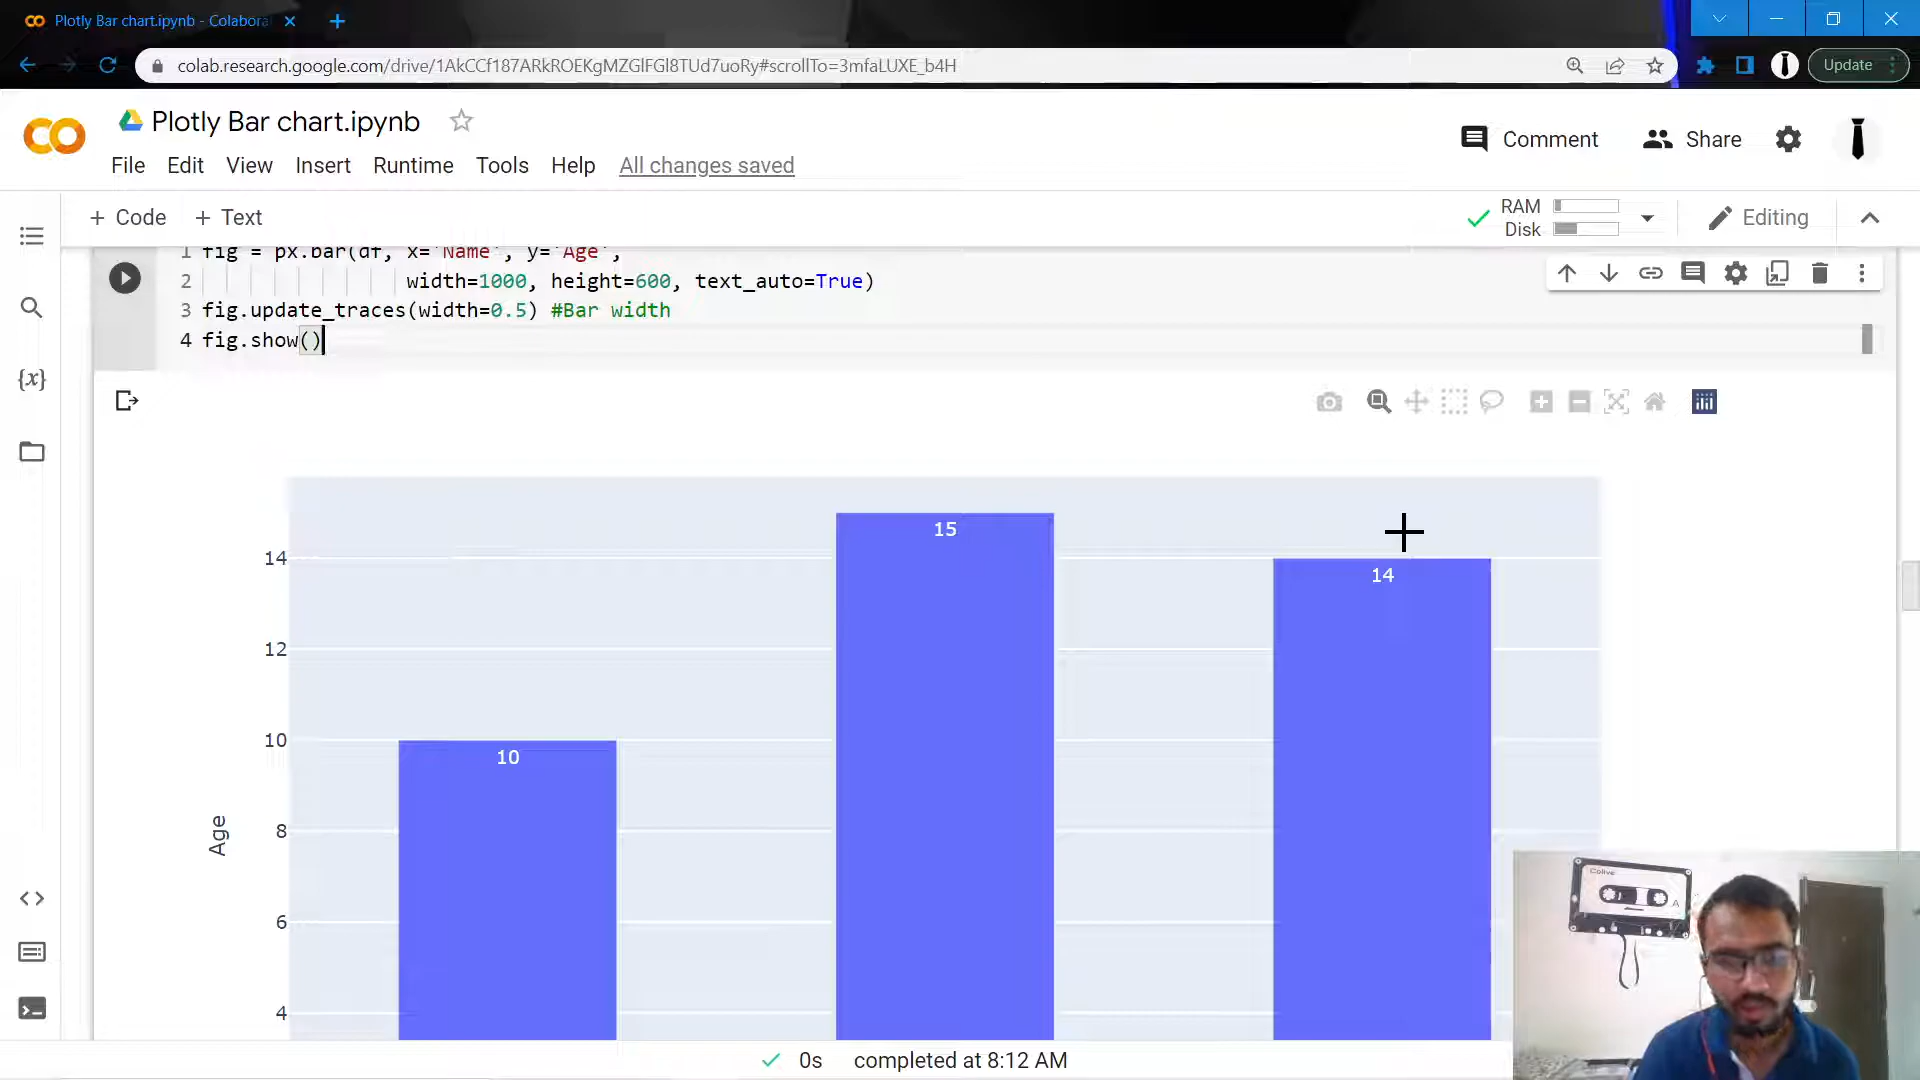 Plotly Bar chart.ipynb - Colabora
colab.research.google.com/drive/1AkCCf187ARkROEKgMZGlFGl8TUd7uoRy#scrollTo=3mfaLUXE_b4H
Update
Plotly Bar chart.ipynb
Comment
Share
File Edit View Insert Runtime Tools Help All changes saved
+ Code + Text
RAM
Disk
Editing
1 fig = px.bar(df, x='Name', y='Age',
2 width=1000, height=600, text_auto=True)
3 fig.update_traces(width=0.5) #Bar width
4 fig.show()
{x}
15
14
14
12
10
10
8
Age
6
4
Colive
A
0s completed at 8:12 AM